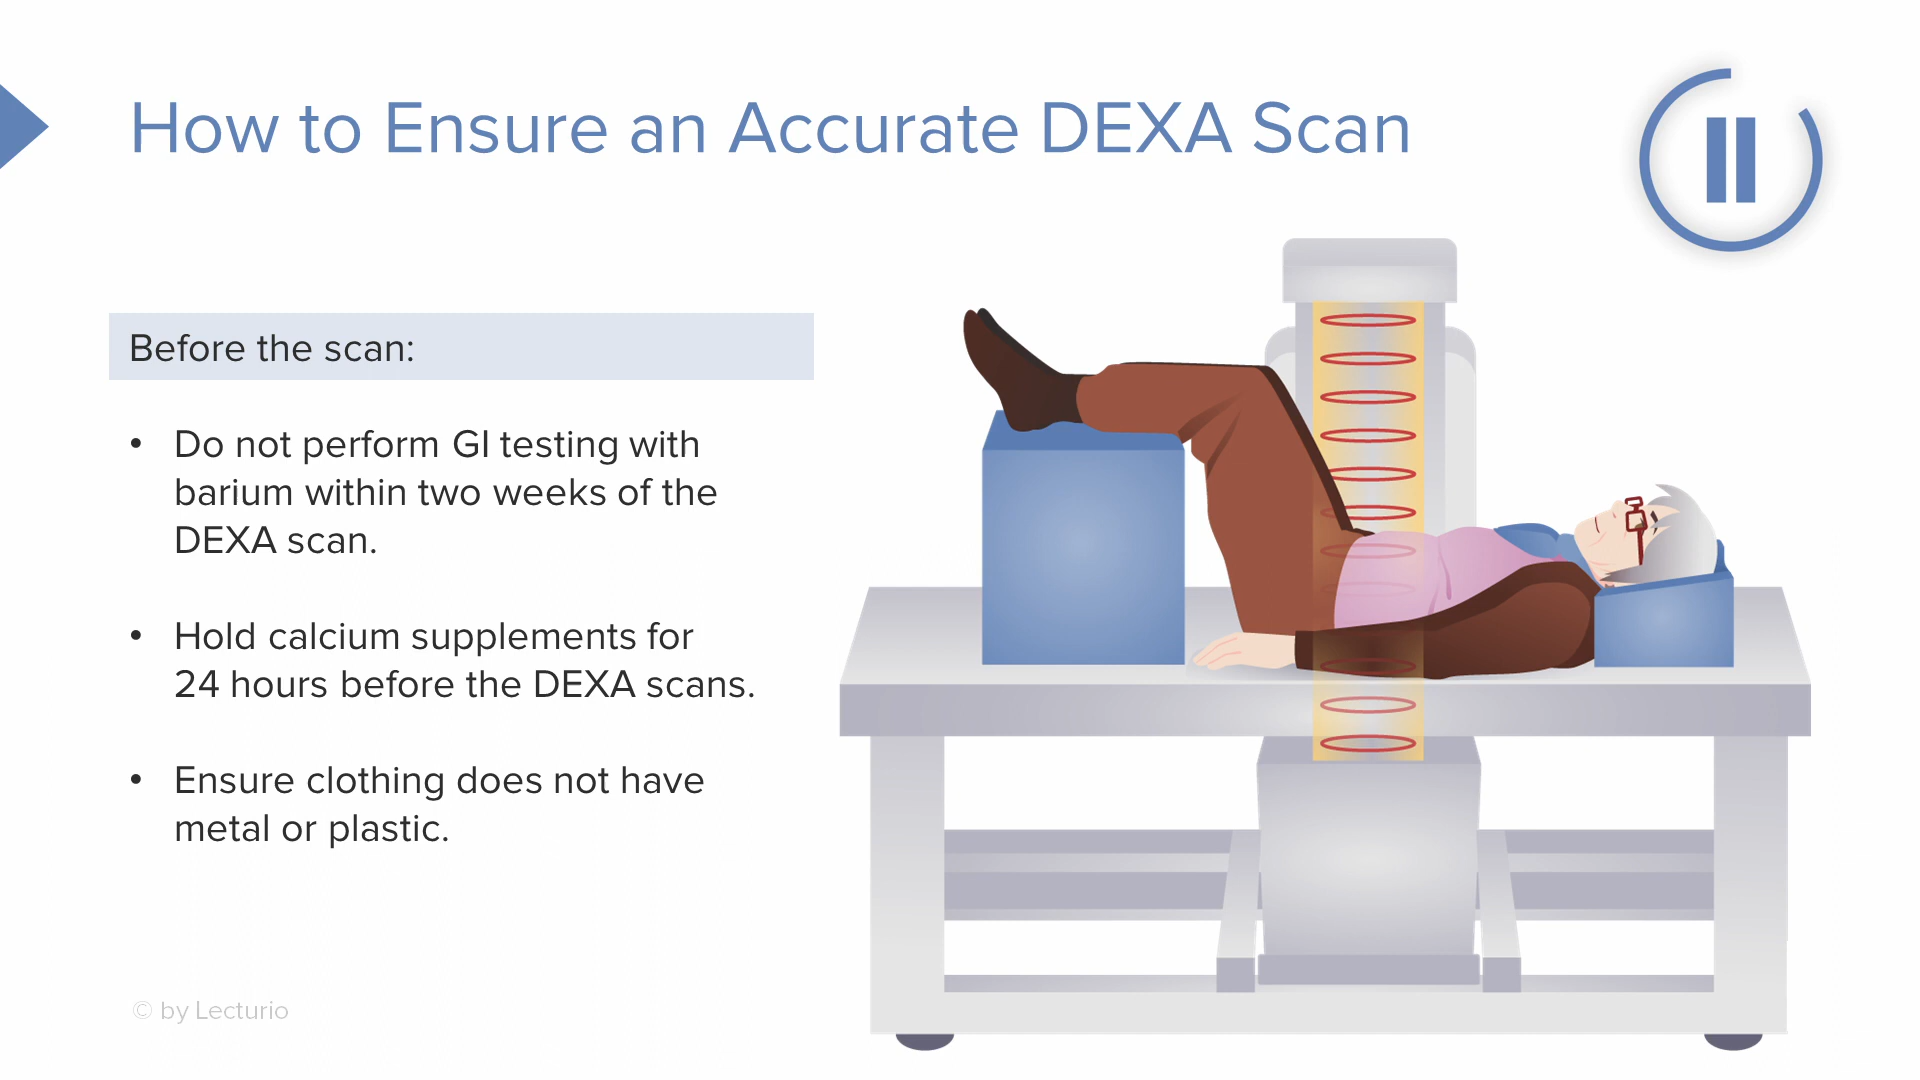 How to Ensure an Accurate DEXA Scan
Before the scan:
• Do not perform GI testing with
barium within two weeks of the
DEXA scan.
• Hold calcium supplements for
24 hours before the DEXA scans.
• Ensure clothing does not have
metal or plastic.
© by Lecturio